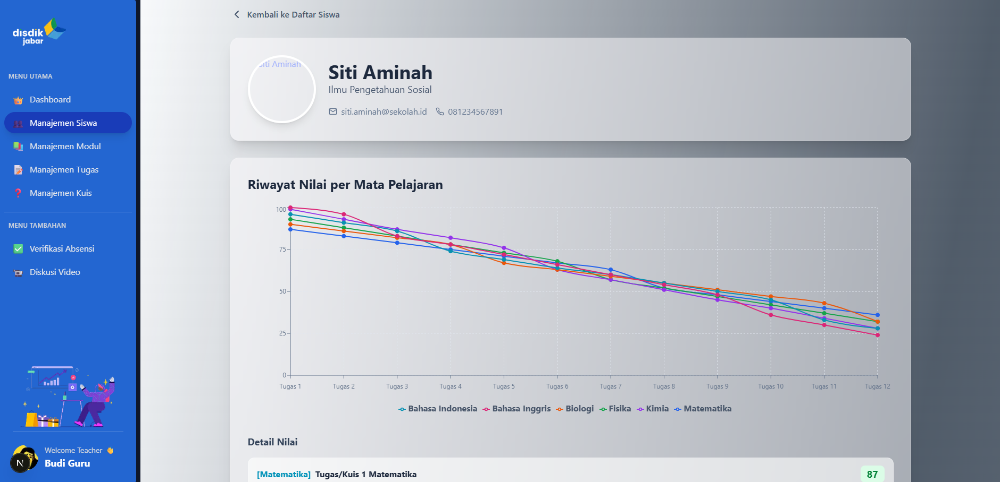 disdik
jabar
MENU UTAMA
Dashboard
Manajemen Siswa
Manajemen Modul
Manajemen Tugas
Manajemen Kuis
MENU TAMBAHAN
Verifikasi Absensi
Diskusi Video
Welcome Teacher 👋
Budi Guru
N
Kembali ke Daftar Siswa
Siti Aminah
Siti Aminah
Ilmu Pengetahuan Sosial
siti.aminah@sekolah.id 081234567891
Riwayat Nilai per Mata Pelajaran
100
75
50
25
0
Tugas 1 Tugas 2 Tugas 3 Tugas 4 Tugas 5 Tugas 6 Tugas 7 Tugas 8 Tugas 9 Tugas 10 Tugas 11 Tugas 12
Bahasa Indonesia Bahasa Inggris Biologi Fisika Kimia Matematika
Detail Nilai
[Matematika] Tugas/Kuis 1 Matematika 87